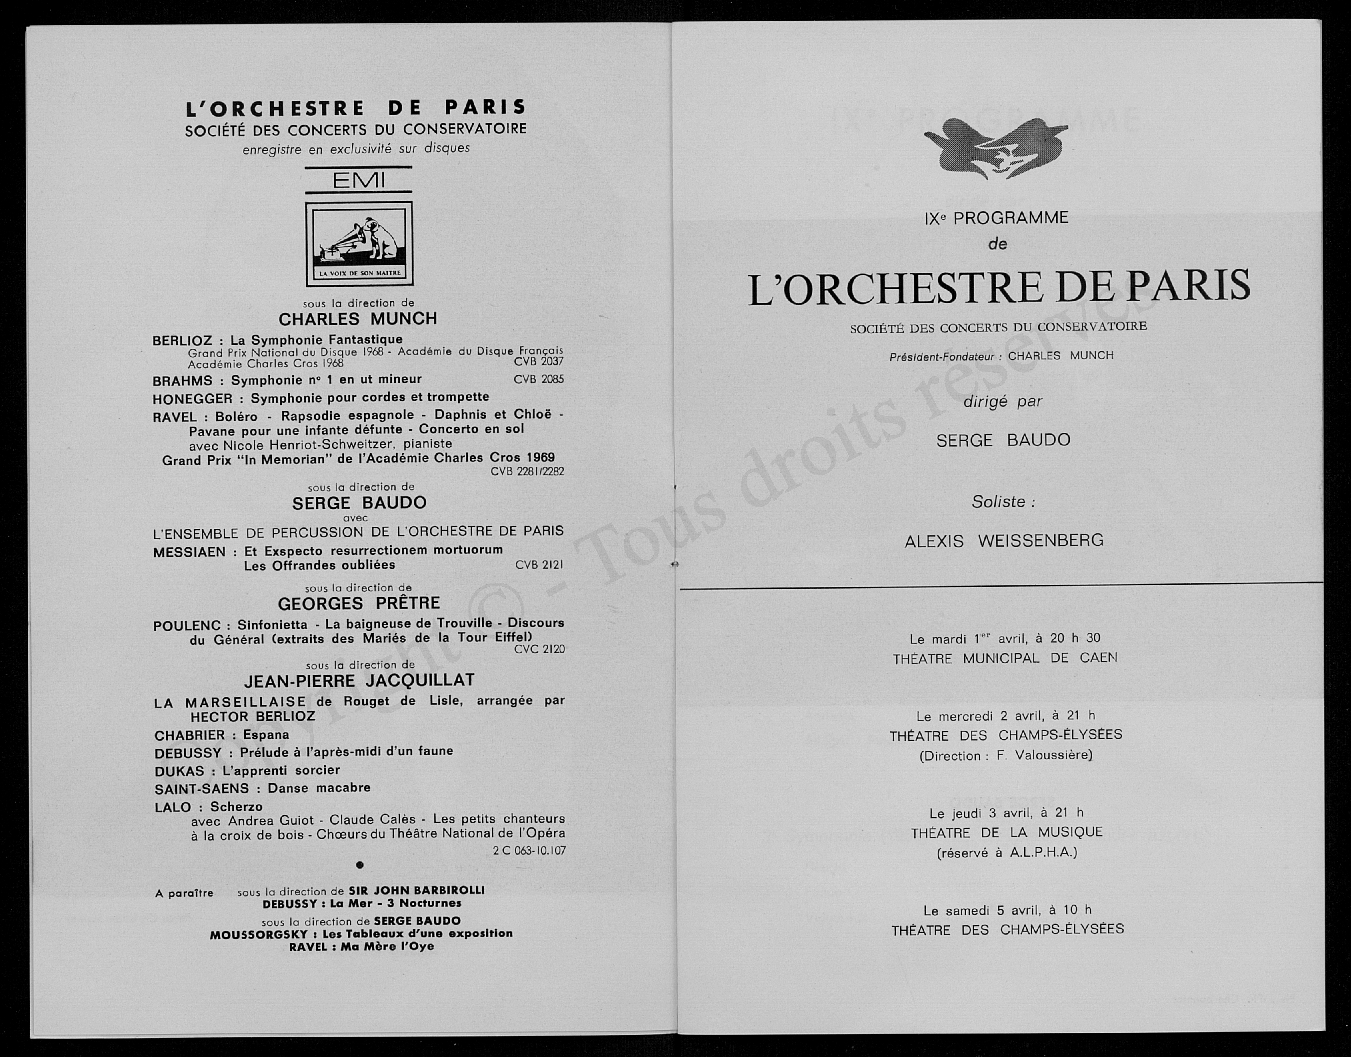 L'ORCHESTRE DE PARIS
SOCIÉTÉ DES CONCERTS DU CONSERVATOIRE
enregistre en exclusivité sur disques
EMI
LA VOIX DE SON MAITRE
sous la direction de
CHARLES MUNCH
BERLIOZ : La Symphonie Fantastique
Grand Prix National du Disque 1968 - Académie du Disque Français
Académie Charles Cros 1968 CVB 2037
BRAHMS : Symphonie nº 1 en ut mineur CVB 2085
HONEGGER : Symphonie pour cordes et trompette
RAVEL : Boléro - Rapsodie espagnole - Daphnis et Chloë -
Pavane pour une infante défunte - Concerto en sol
avec Nicole Henriot-Schweitzer, pianiste
Grand Prix "In Memorian" de l'Académie Charles Cros 1969
CVB 2281/2282
sous la direction de
SERGE BAUDO
avec
L'ENSEMBLE DE PERCUSSION DE L'ORCHESTRE DE PARIS
MESSIAEN : Et Exspecto resurrectionem mortuorum
Les Offrandes oubliées CVB 2121
sous la direction de
GEORGES PRÊTRE
POULENC : Sinfonietta - La baigneuse de Trouville - Discours
du Général (extraits des Mariés de la Tour Eiffel)
CVC 2120
sous la direction de
JEAN-PIERRE JACQUILLAT
LA MARSEILLAISE de Rouget de Lisle, arrangée par
HECTOR BERLIOZ
CHABRIER : Espana
DEBUSSY : Prélude à l'après-midi d'un faune
DUKAS : L'apprenti sorcier
SAINT-SAENS : Danse macabre
LALO : Scherzo
avec Andrea Guiot - Claude Calès - Les petits chanteurs
à la croix de bois - Chœurs du Théâtre National de l'Opéra
2 C 063-10.107
●
A paraître sous la direction de SIR JOHN BARBIROLLI
DEBUSSY : La Mer - 3 Nocturnes
sous la direction de SERGE BAUDO
MOUSSORGSKY : Les Tableaux d'une exposition
RAVEL : Ma Mère l'Oye
IXe PROGRAMME
de
L'ORCHESTRE DE PARIS
SOCIÉTÉ DES CONCERTS DU CONSERVATOIRE
Président-Fondateur : CHARLES MUNCH
dirigé par
SERGE BAUDO
Soliste :
ALEXIS WEISSENBERG
Le mardi 1er avril, à 20 h 30
THÉATRE MUNICIPAL DE CAEN
Le mercredi 2 avril, à 21 h
THÉATRE DES CHAMPS-ÉLYSÉES
(Direction : F. Valoussière)
Le jeudi 3 avril, à 21 h
THÉATRE DE LA MUSIQUE
(réservé à A.L.P.H.A.)
Le samedi 5 avril, à 10 h
THÉATRE DES CHAMPS-ÉLYSÉES
Copyright © - Tous droits réservés